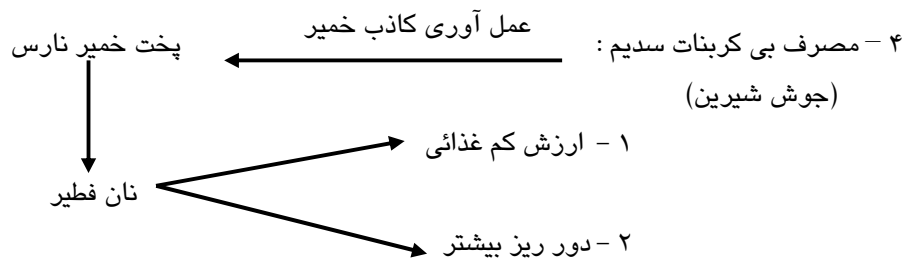 ۴ – مصرف بی کربنات سدیم :
(جوش شیرین)
عمل آوری کاذب خمیر
پخت خمیر نارس
نان فطیر
۱ – ارزش کم غذائی
۲ – دور ریز بیشتر